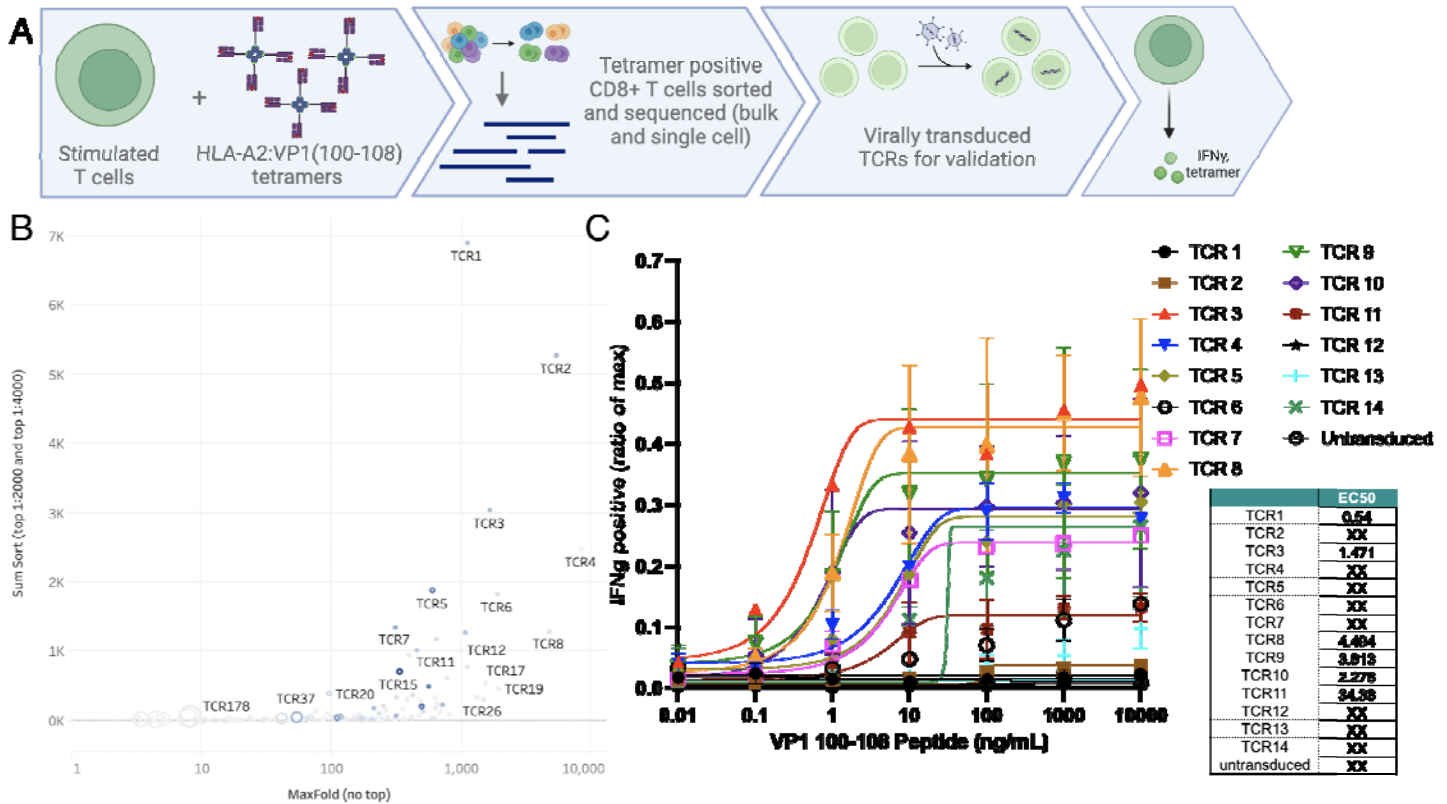 A
Stimulated
T cells
+
HLA-A2:VP1(100-108)
tetramers
Tetramer positive
CD8+ T cells sorted
and sequenced (bulk
and single cell)
Virally transduced
TCRs for validation
IFNγ,
tetramer
B
Sum Sort (top 1:2000 and top 1:4000)
7K
6K
5K
4K
3K
2K
1K
0K
TCR1
TCR2
TCR3
TCR4
TCR5
TCR6
TCR7
TCR8
TCR12
TCR11
TCR17
TCR15
TCR19
TCR37
TCR20
TCR178
TCR26
1
10
100
1,000
10,000
MaxFold (no top)
C
IFNg positive (ratio of max)
0.7
0.6
0.5
0.4
0.3
0.2
0.1
0.0
0.01
0.1
1
10
100
1000
10000
VP1 100-108 Peptide (ng/mL)
TCR 1
TCR 2
TCR 3
TCR 4
TCR 5
TCR 6
TCR 7
TCR 8
TCR 9
TCR 10
TCR 11
TCR 12
TCR 13
TCR 14
Untransduced
EC50
TCR1 0.54
TCR2 XX
TCR3 1.471
TCR4 XX
TCR5 XX
TCR6 XX
TCR7 XX
TCR8 4.484
TCR9 3.613
TCR10 2.276
TCR11 34.38
TCR12 XX
TCR13 XX
TCR14 XX
untransduced XX